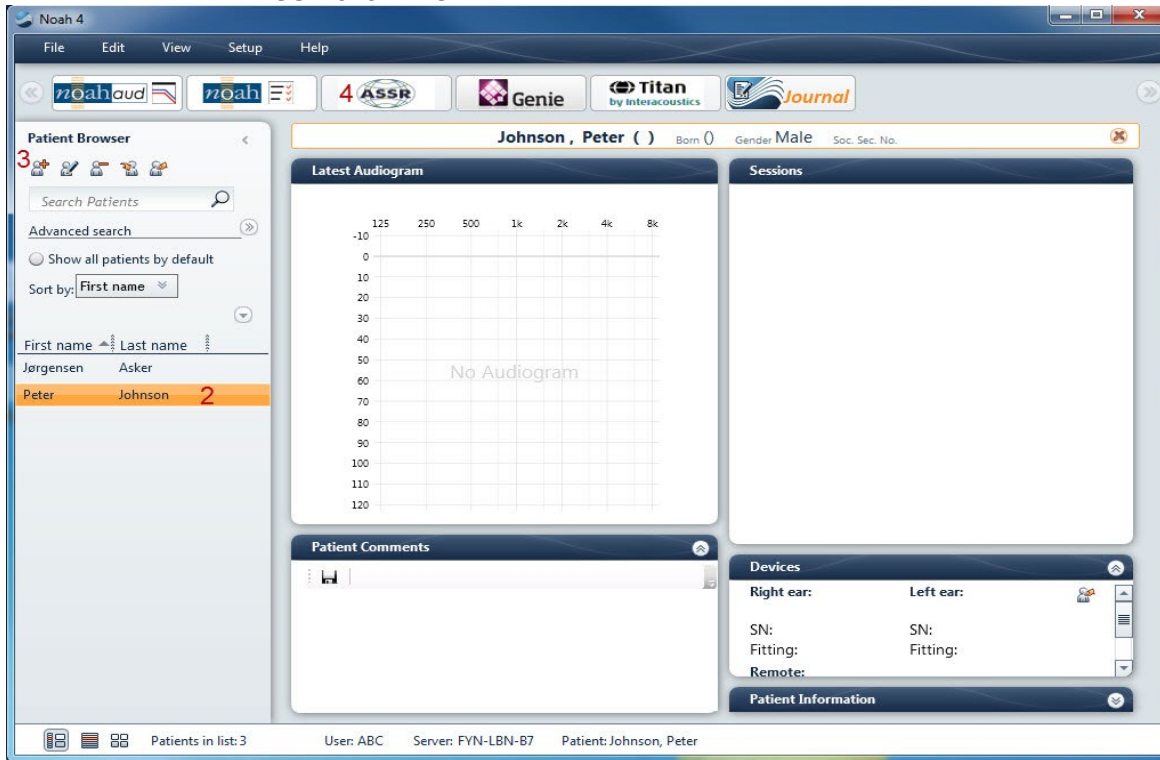 Noah 4
File Edit View Setup Help
noahaud noah 4 ASSR Genie Titan by Interacoustics Journal
Patient Browser
3
Search Patients
Advanced search
Show all patients by default
Sort by: First name
First name Last name
Jørgensen Asker
Peter Johnson 2
Johnson , Peter ( ) Born () Gender Male Soc. Sec. No.
Latest Audiogram
125 250 500 1k 2k 4k 8k
-10
0
10
20
30
40
50
60
70
80
90
100
110
120
No Audiogram
Patient Comments
Sessions
Devices
Right ear: Left ear:
SN: SN:
Fitting: Fitting:
Remote:
Patient Information
Patients in list: 3 User: ABC Server: FYN-LBN-B7 Patient: Johnson, Peter